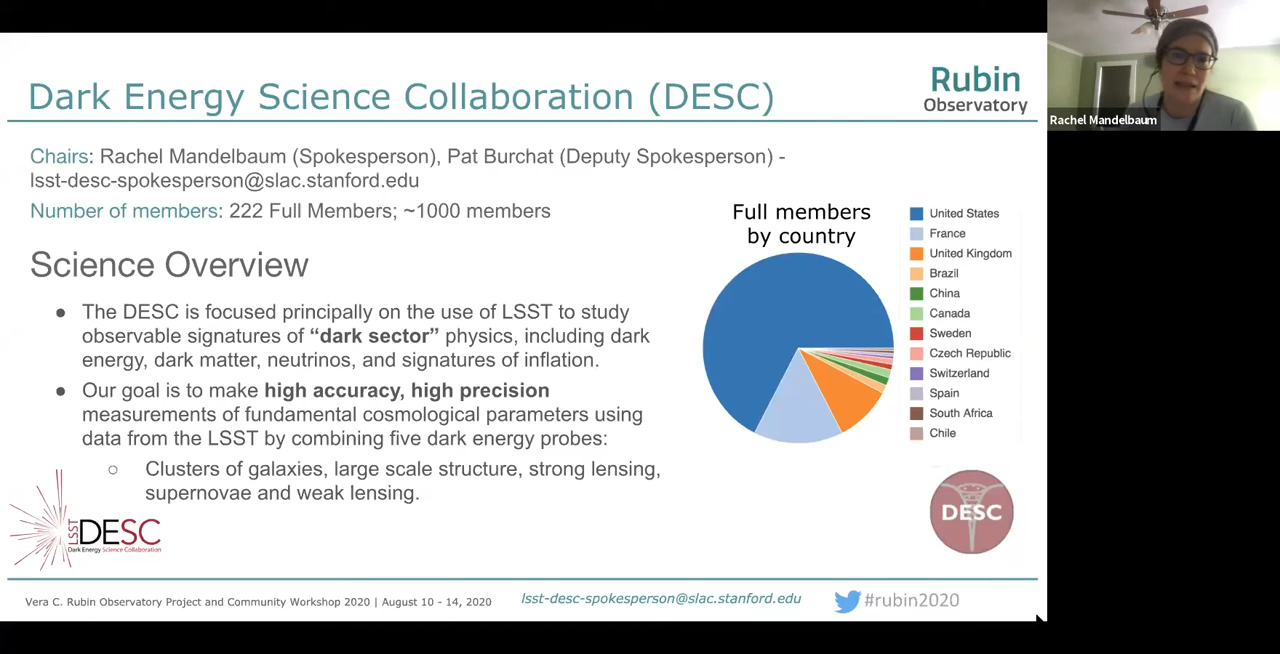 Dark Energy Science Collaboration (DESC)
Rubin
Observatory
Rachel Mandelbaum
Chairs: Rachel Mandelbaum (Spokesperson), Pat Burchat (Deputy Spokesperson) -
lsst-desc-spokesperson@slac.stanford.edu
Number of members: 222 Full Members; ~1000 members
Science Overview
● The DESC is focused principally on the use of LSST to study
observable signatures of “dark sector” physics, including dark
energy, dark matter, neutrinos, and signatures of inflation.
● Our goal is to make high accuracy, high precision
measurements of fundamental cosmological parameters using
data from the LSST by combining five dark energy probes:
○ Clusters of galaxies, large scale structure, strong lensing,
supernovae and weak lensing.
Full members
by country
United States
France
United Kingdom
Brazil
China
Canada
Sweden
Czech Republic
Switzerland
Spain
South Africa
Chile
LSST
DESC
Dark Energy Science Collaboration
DESC
Vera C. Rubin Observatory Project and Community Workshop 2020 | August 10 - 14, 2020
lsst-desc-spokesperson@slac.stanford.edu
#rubin2020